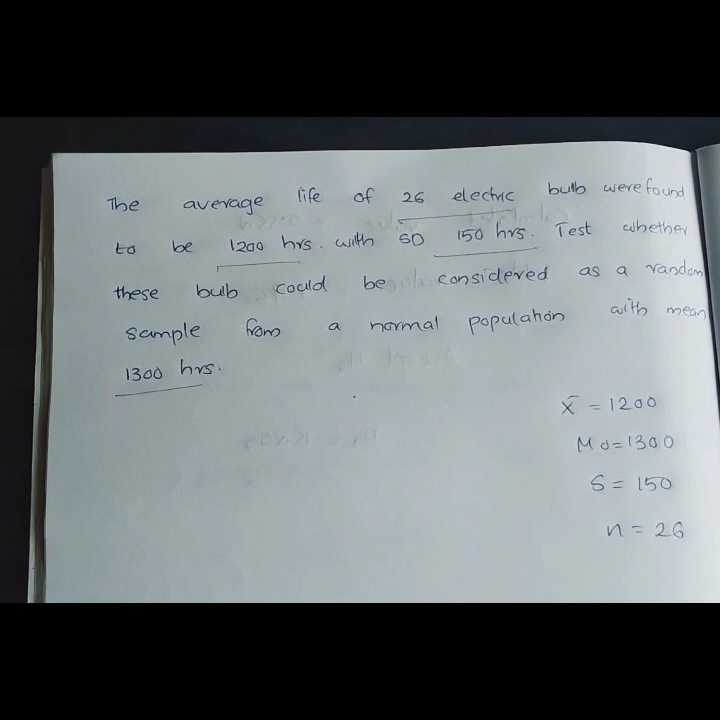 The average life of 26 electric bulb were found
to be 1200 hrs. with SD 150 hrs. Test whether
these bulb could be considered as a random
sample from a normal population with mean
1300 hrs.
x̄ = 1200
M0 = 1300
S = 150
n = 26